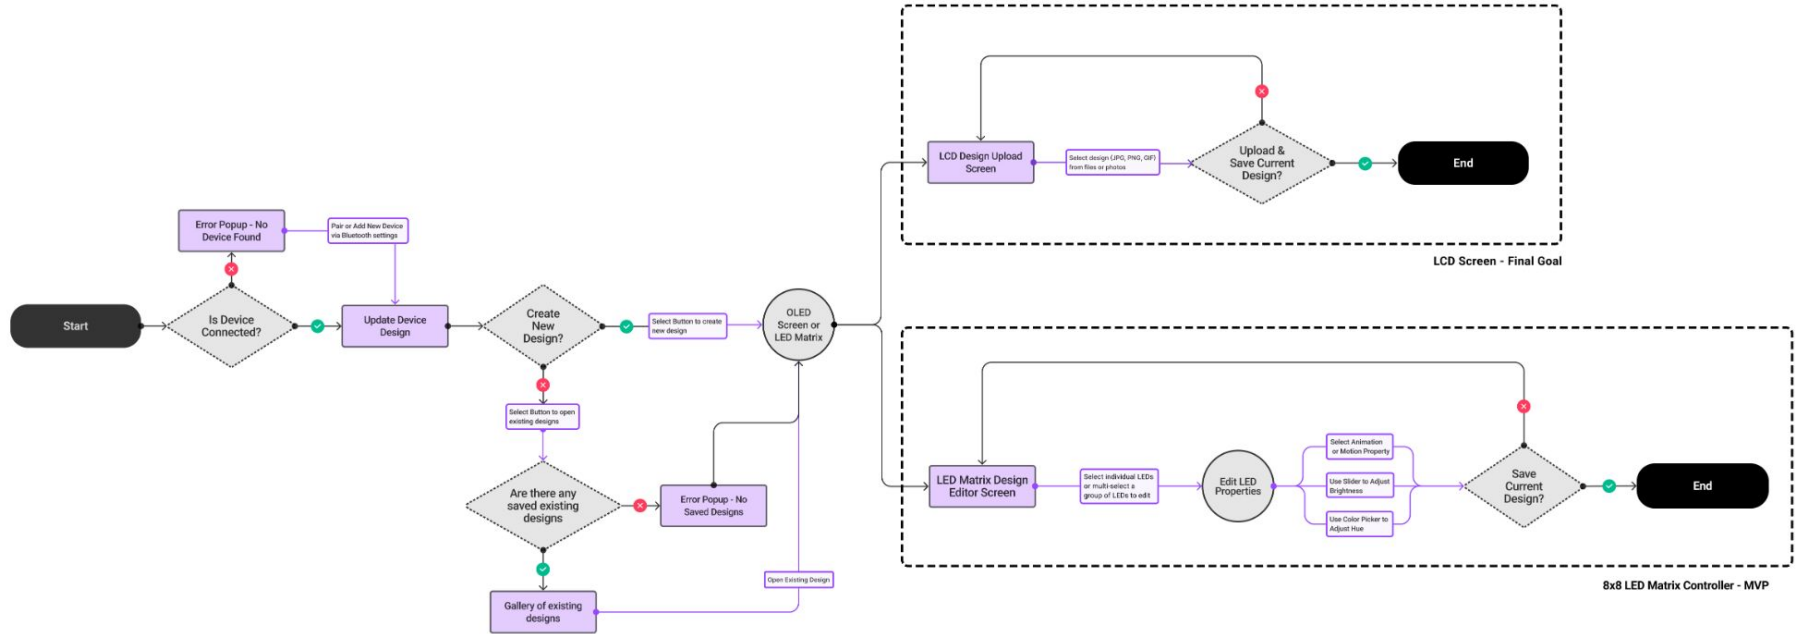 Start
Is Device
Connected?
Error Popup - No
Device Found
Pair or Add New Device
via Bluetooth settings
Update Device
Design
Create
New
Design?
Select Button to create
new design
Select Button to open
existing designs
Are there any
saved existing
designs
Error Popup - No
Saved Designs
Gallery of existing
designs
Open Existing Design
OLED
Screen or
LED Matrix
LCD Design Upload
Screen
Select design (JPG, PNG, GIF)
from files or photos
Upload &
Save Current
Design?
End
LCD Screen - Final Goal
LED Matrix Design
Editor Screen
Select individual LEDs
or multi-select a
group of LEDs to edit
Edit LED
Properties
Select Animation
or Motion Property
Use Slider to Adjust
Brightness
Use Color Picker to
Adjust Hue
Save
Current
Design?
End
8x8 LED Matrix Controller - MVP